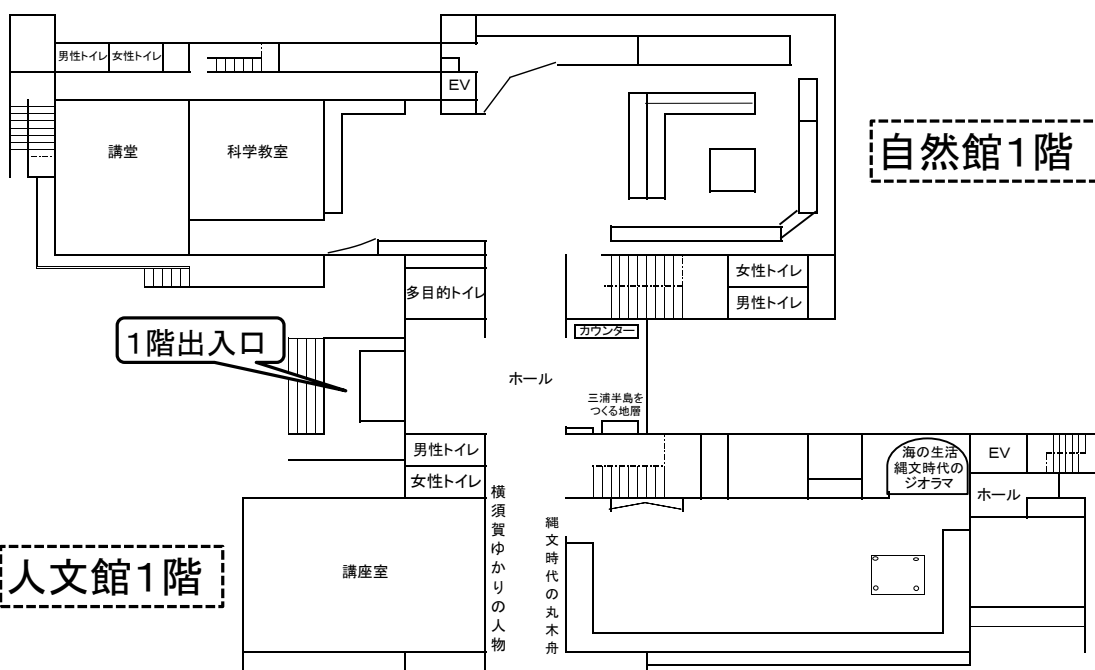 男性トイレ
女性トイレ
EV
講堂
科学教室
自然館1階
女性トイレ
多目的トイレ
男性トイレ
カウンター
1階出入口
ホール
三浦半島を
つくる地層
男性トイレ
海の生活
縄文時代の
ジオラマ
EV
女性トイレ
ホール
横須賀ゆかりの人物
縄文時代の丸木舟
人文館1階
講座室